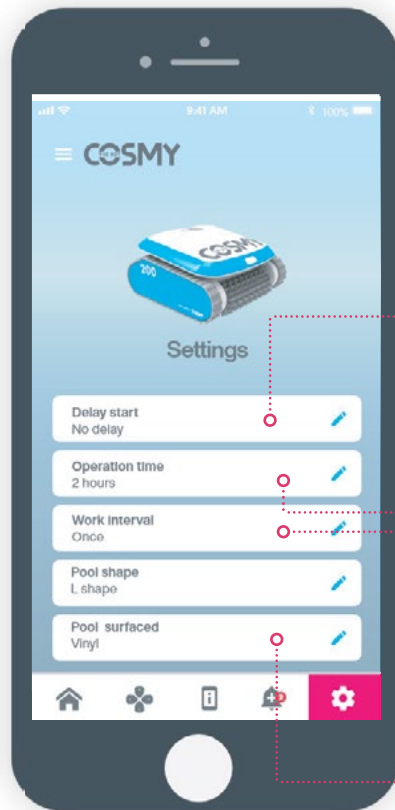 9:41 AM
100%
COSMY
200
COSMY
Settings
Delay start
No delay
Operation time
2 hours
Work interval
Once
Pool shape
L shape
Pool surfaced
Vinyl